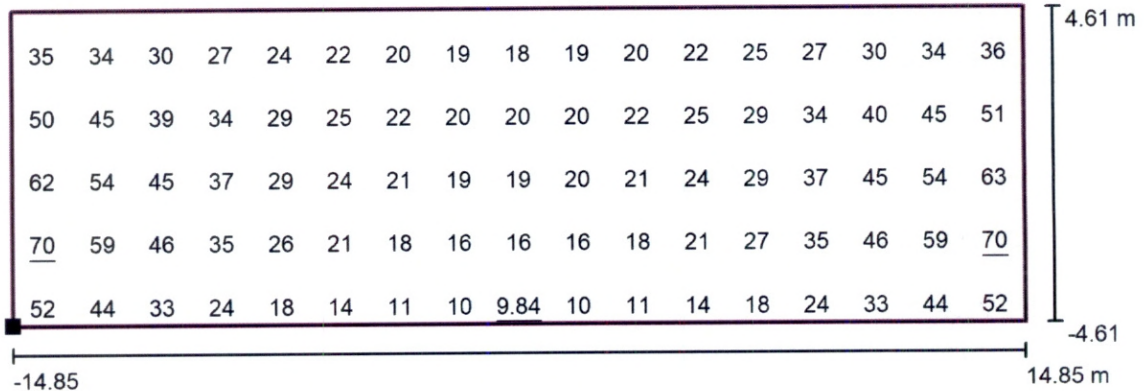 4.61 m
35 34 30 27 24 22 20 19 18 19 20 22 25 27 30 34 36
50 45 39 34 29 25 22 20 20 20 22 25 29 34 40 45 51
62 54 45 37 29 24 21 19 19 20 21 24 29 37 45 54 63
70 59 46 35 26 21 18 16 16 16 18 21 27 35 46 59 70
52 44 33 24 18 14 11 10 9.84 10 11 14 18 24 33 44 52
-4.61
-14.85 14.85 m